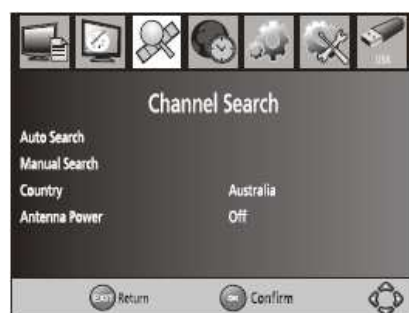 USB
Channel Search
Auto Search
Manual Search
Country Australia
Antenna Power Off
EXIT Return OK Confirm